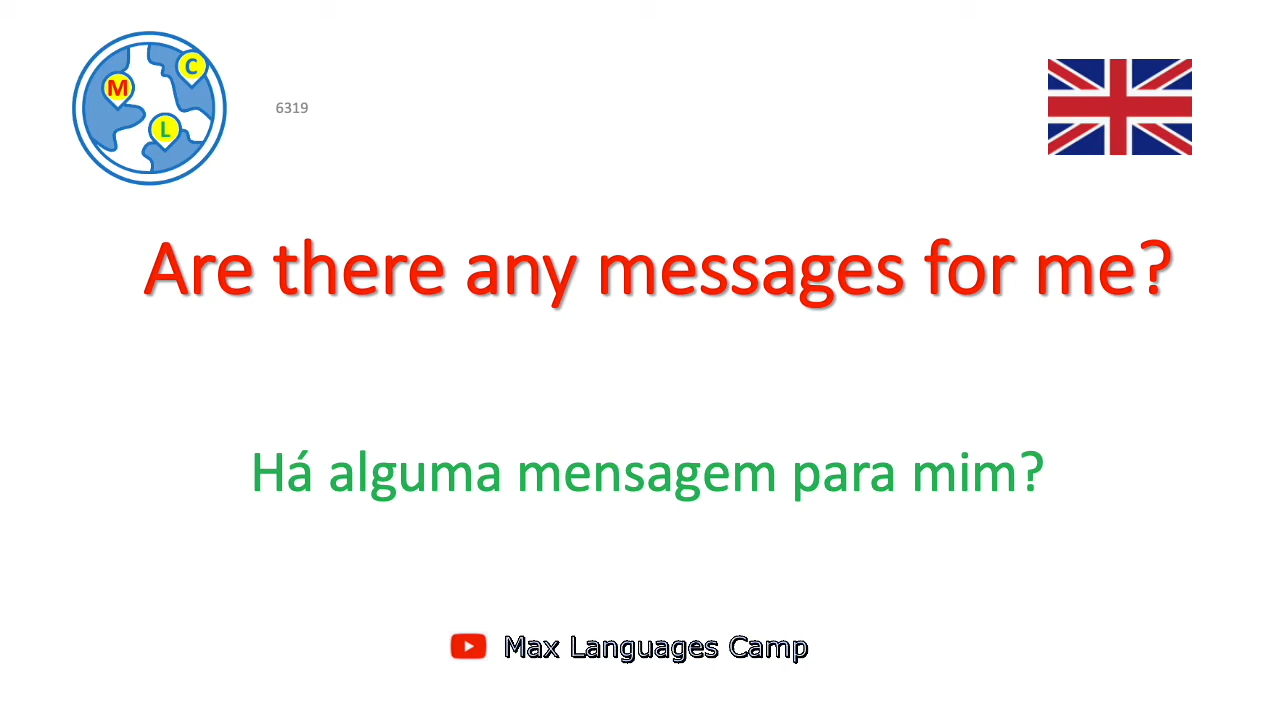 C
M
L
6319
Are there any messages for me?
Há alguma mensagem para mim?
Max Languages Camp